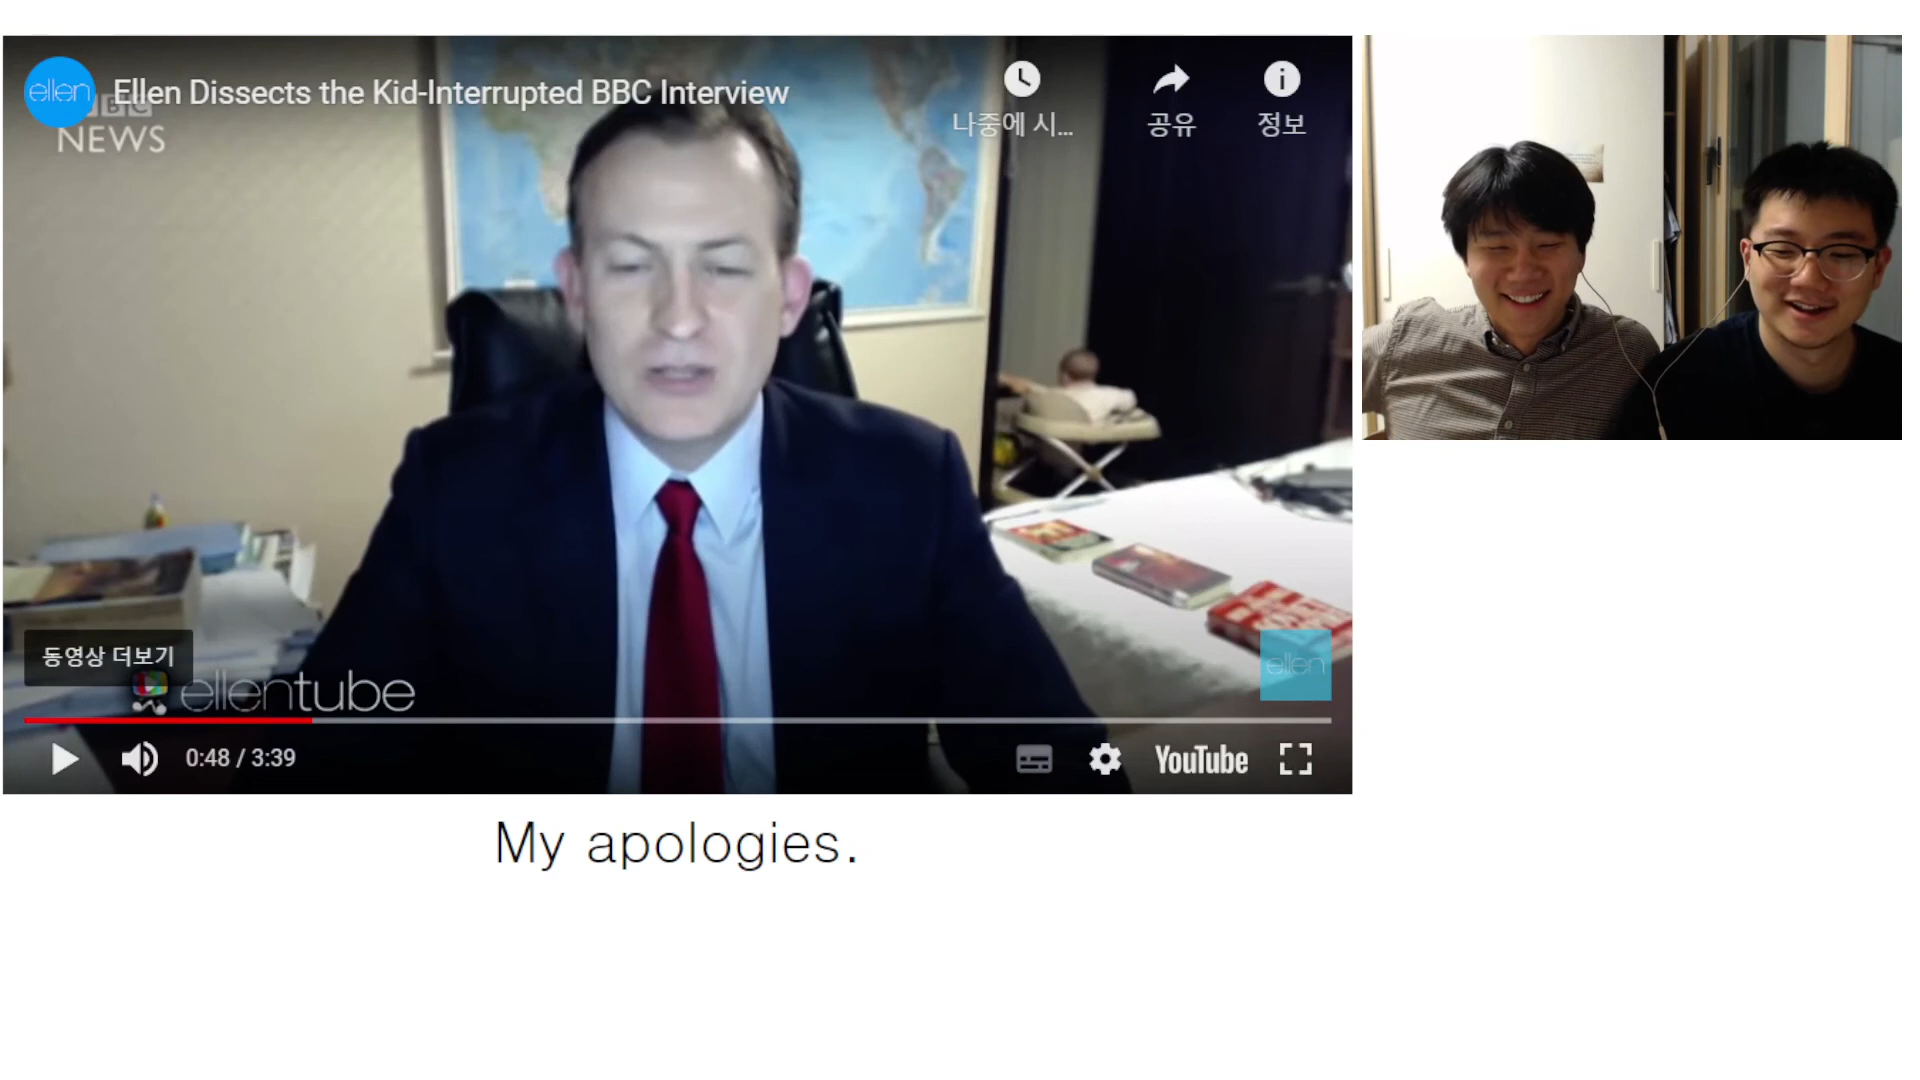 ellen
Ellen Dissects the Kid-Interrupted BBC Interview
BBC
NEWS
나중에 시...
공유
정보
동영상 더보기
ellentube
ellen
0:48 / 3:39
YouTube
My apologies.